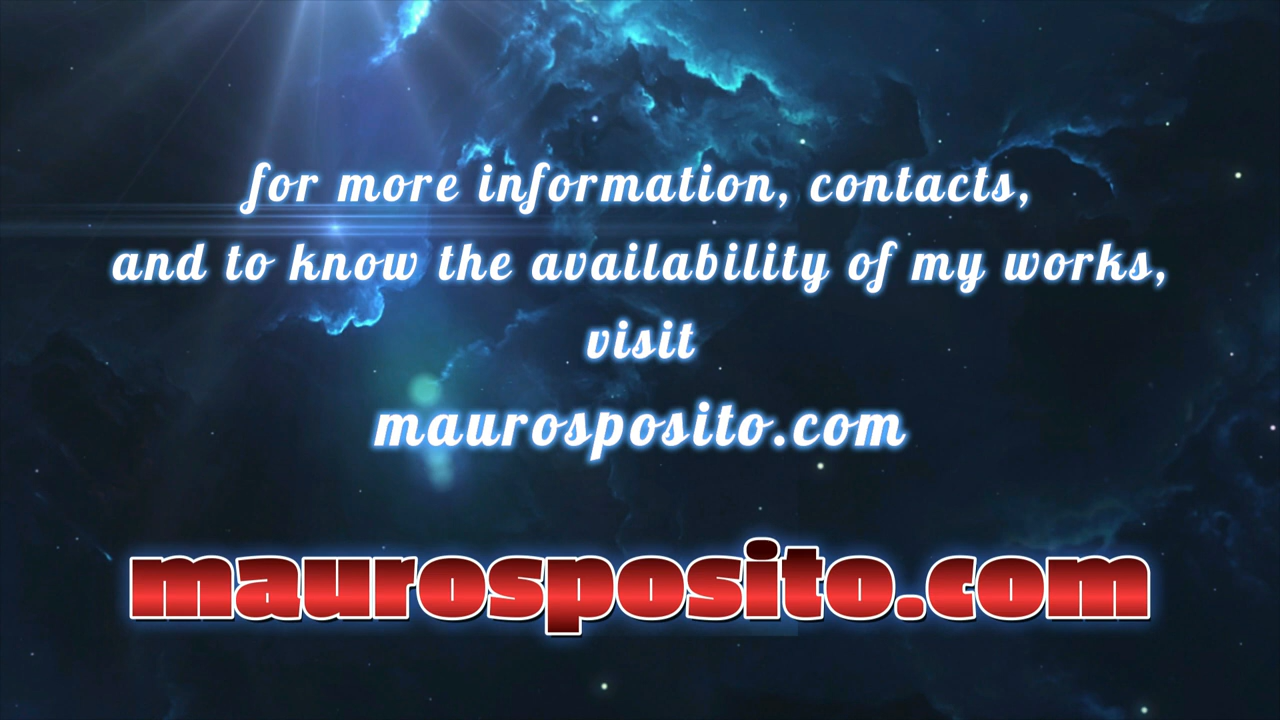 for more information, contacts,
and to know the availability of my works,
visit
maurosposito.com
maurosposito.com